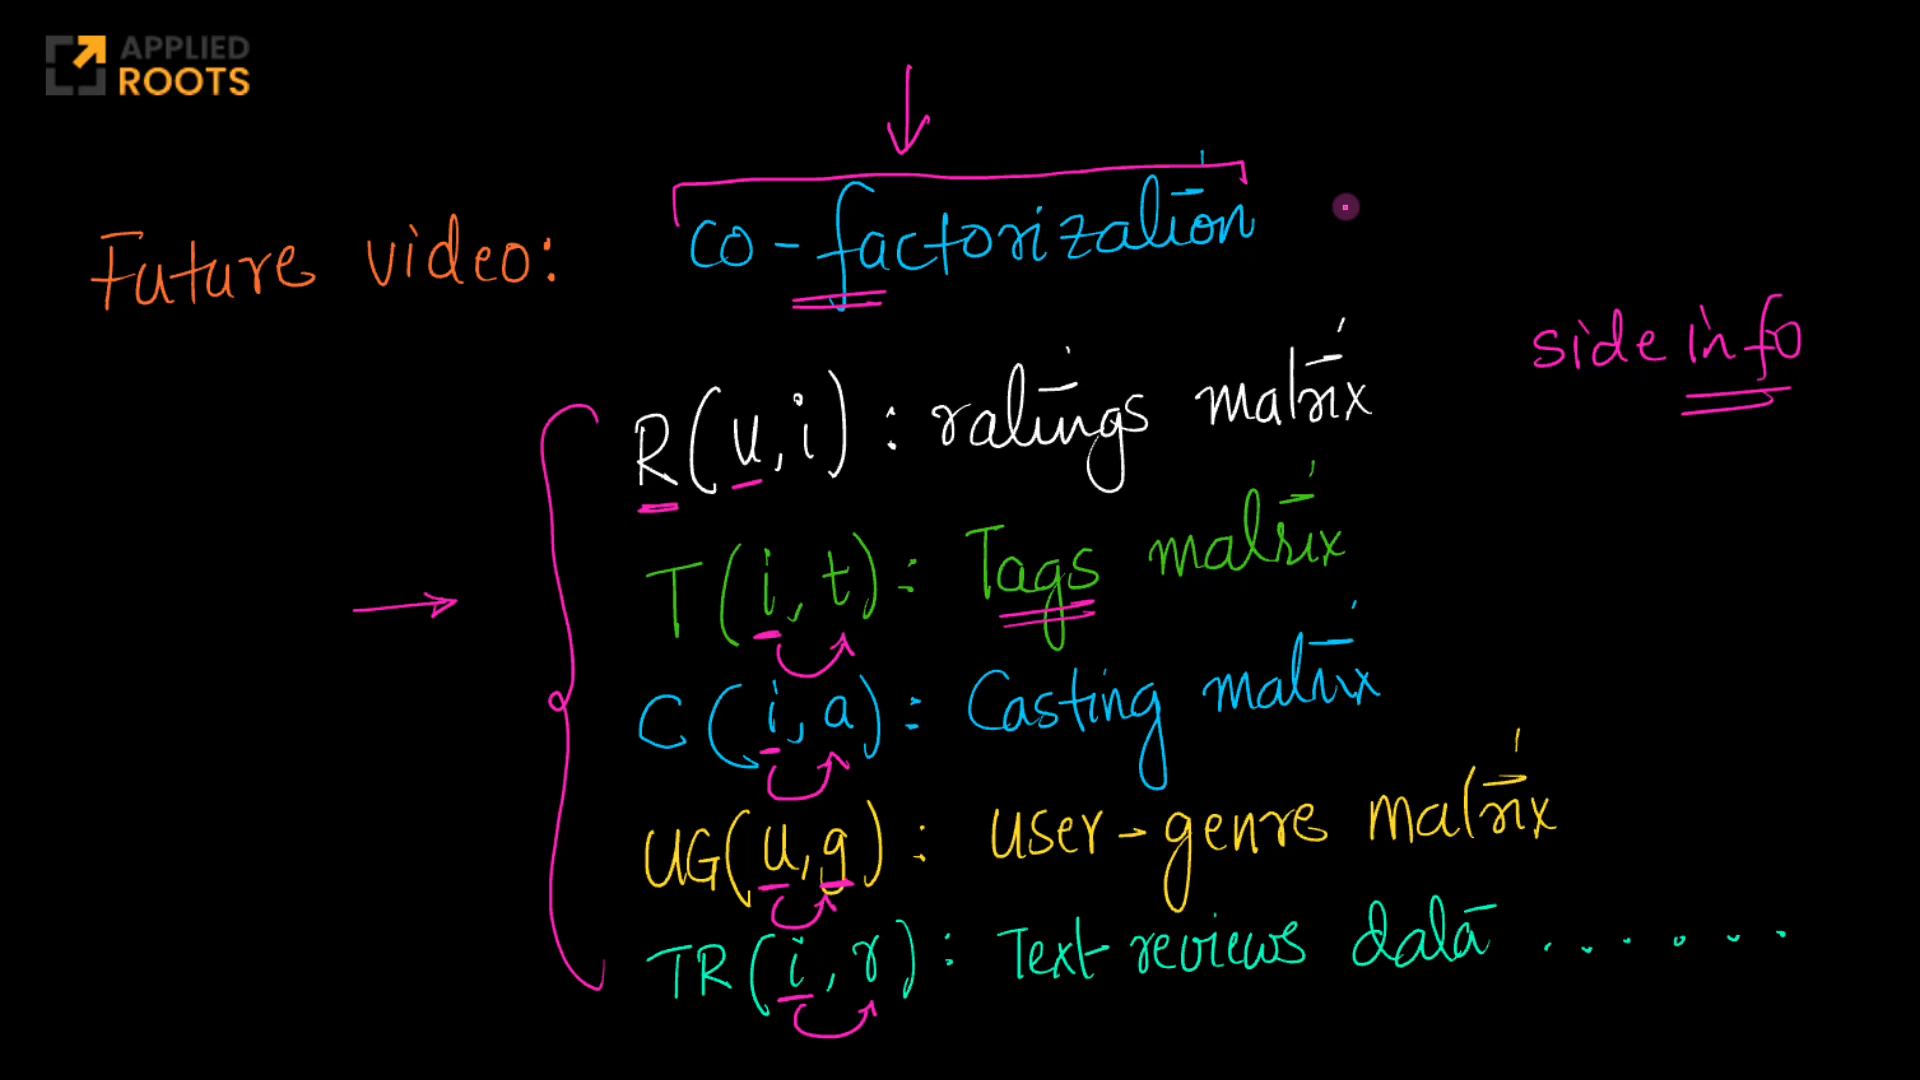 APPLIED
ROOTS
Future video: co-factorization
side info
R(u,i): ratings matrix
T(i,t): Tags matrix
C(i,a): Casting matrix
UG(u,g): user-genre matrix
TR(i,r): Text reviews data ......